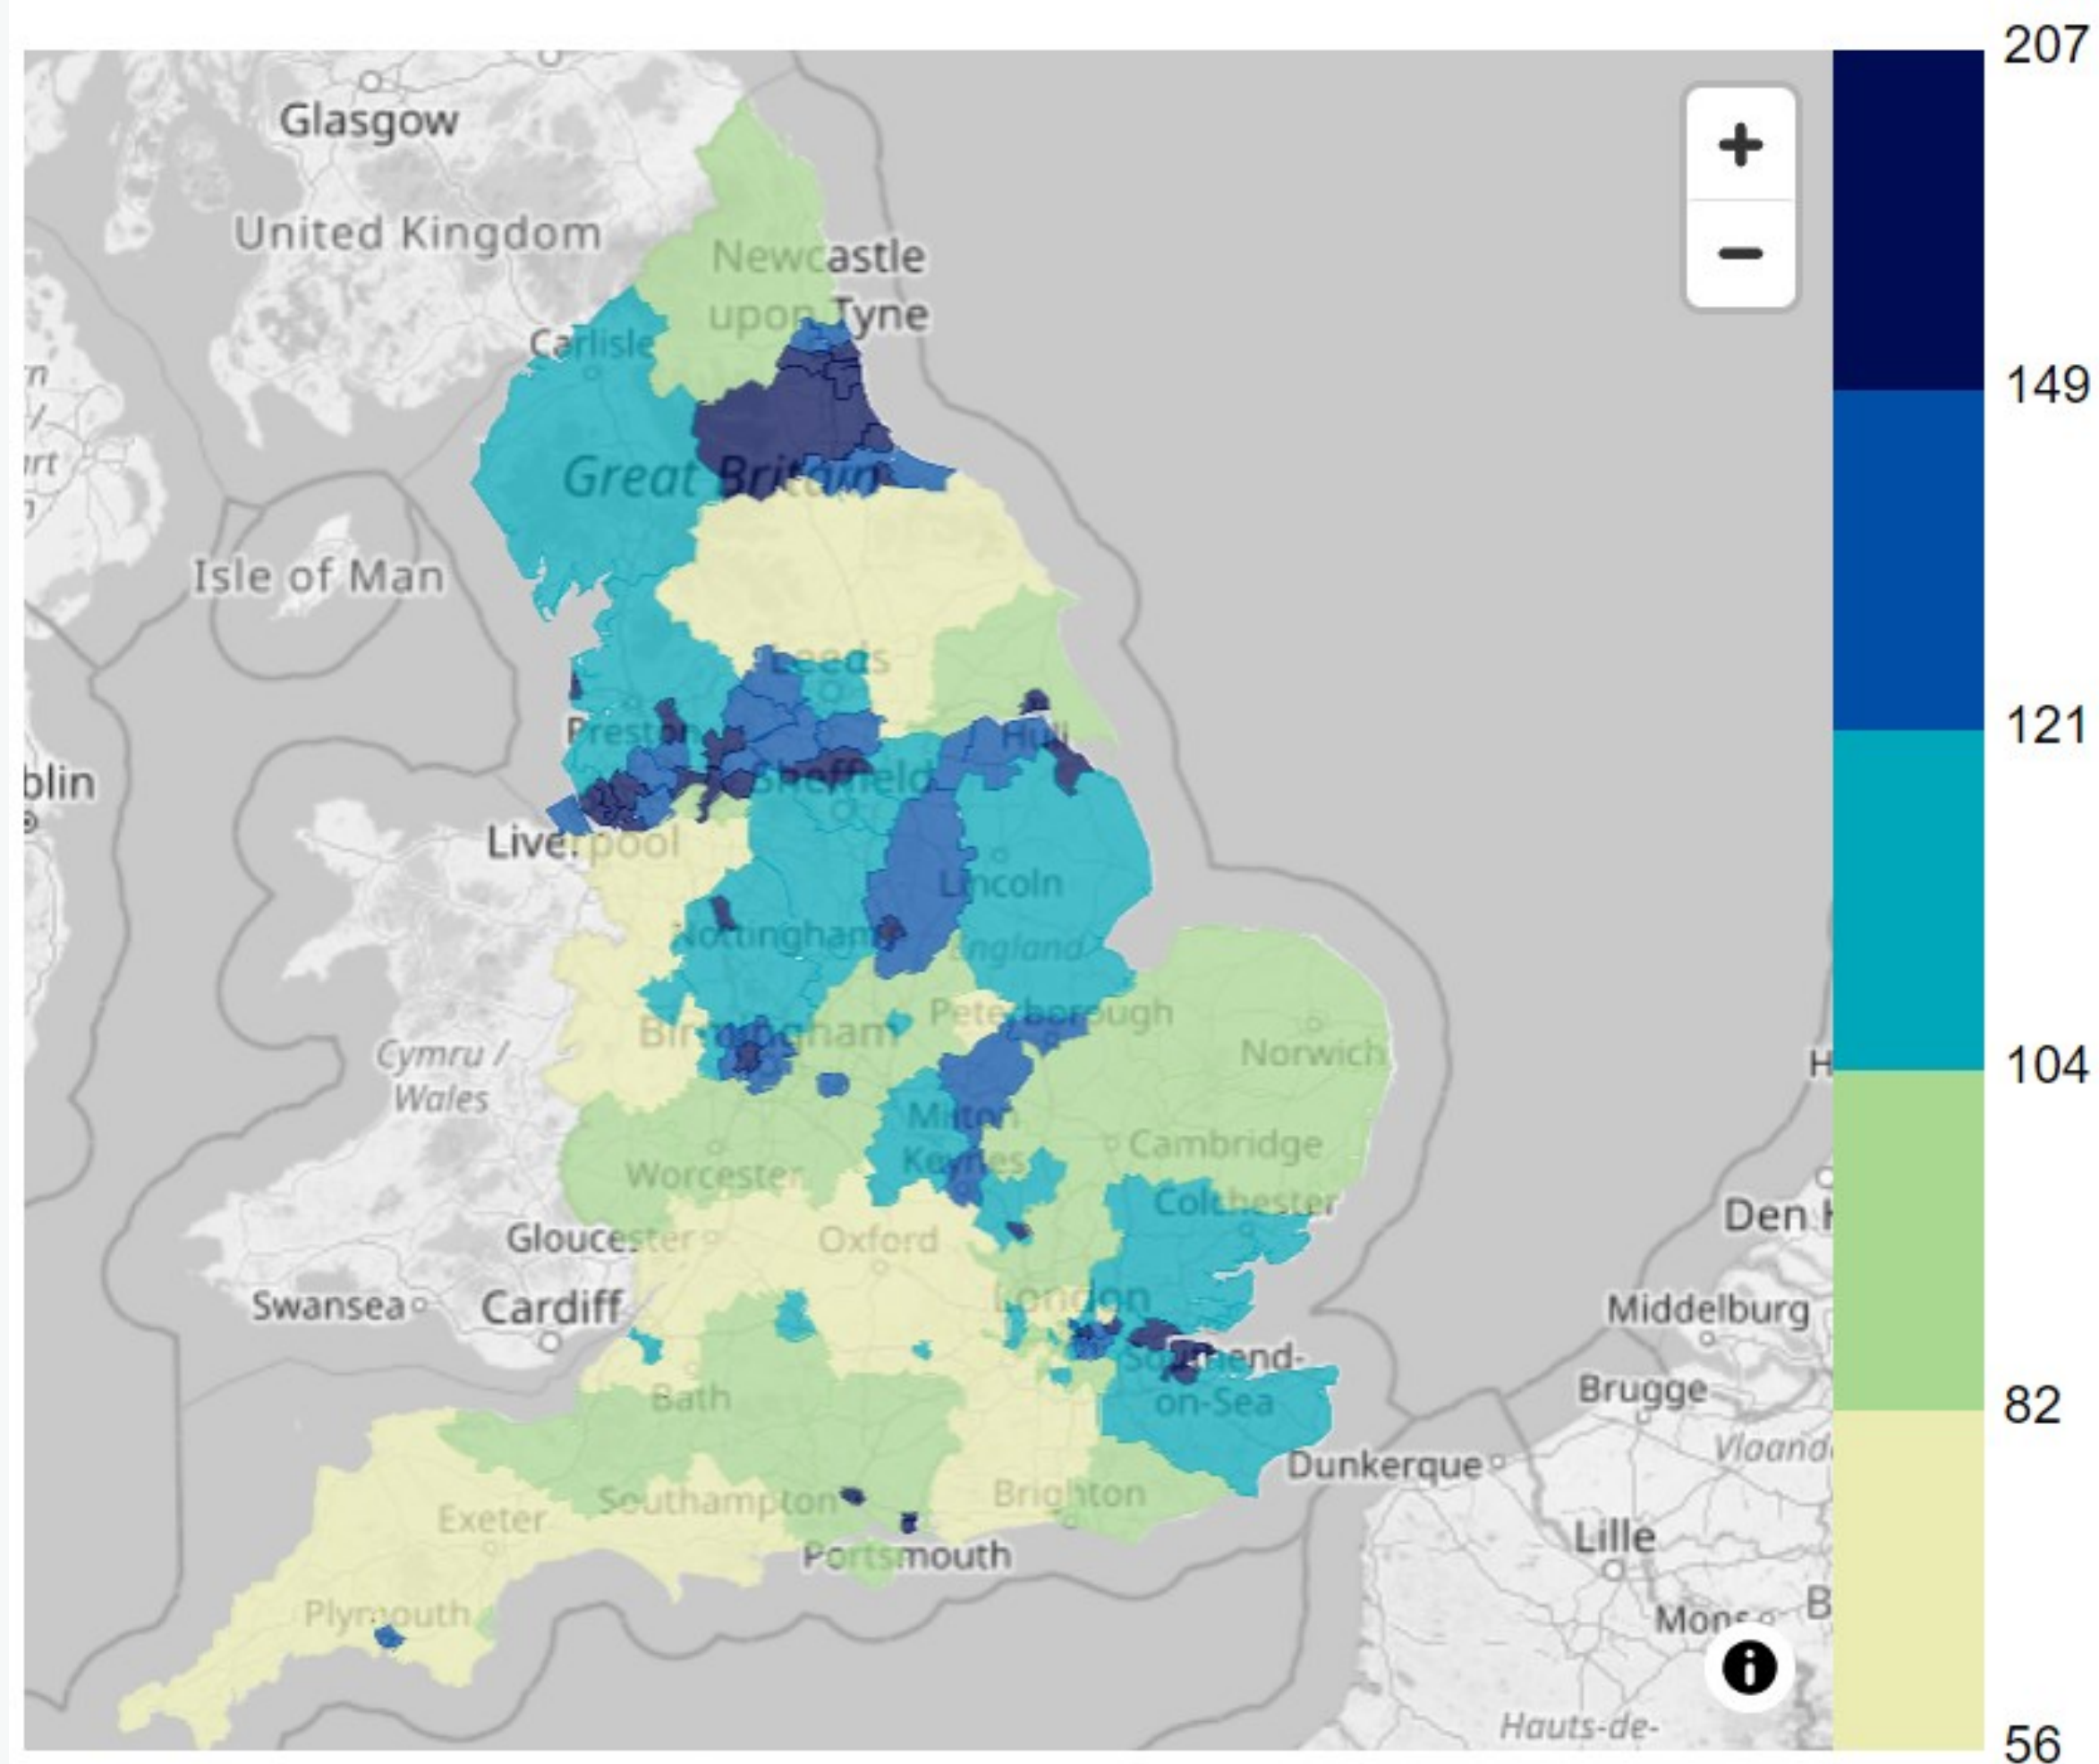 207
Glasgow
+
United Kingdom
−
Newcastle
upon Tyne
Carlisle
149
Great Britain
Isle of Man
Leeds
121
Preston
Hull
blin
Sheffield
Liverpool
Lincoln
Nottingham
England
Peterborough
Birmingham
Norwich
Cymru /
Wales
104
H
Milton
Keynes
Cambridge
Worcester
Colchester
Den H
Gloucester
Oxford
Swansea
Cardiff
London
Middelburg
Southend-
on-Sea
Bath
Brugge
82
Vlaand
Dunkerque
Exeter
Southampton
Brighton
Lille
Portsmouth
Plymouth
Mons
B
i
Hauts-de-
56